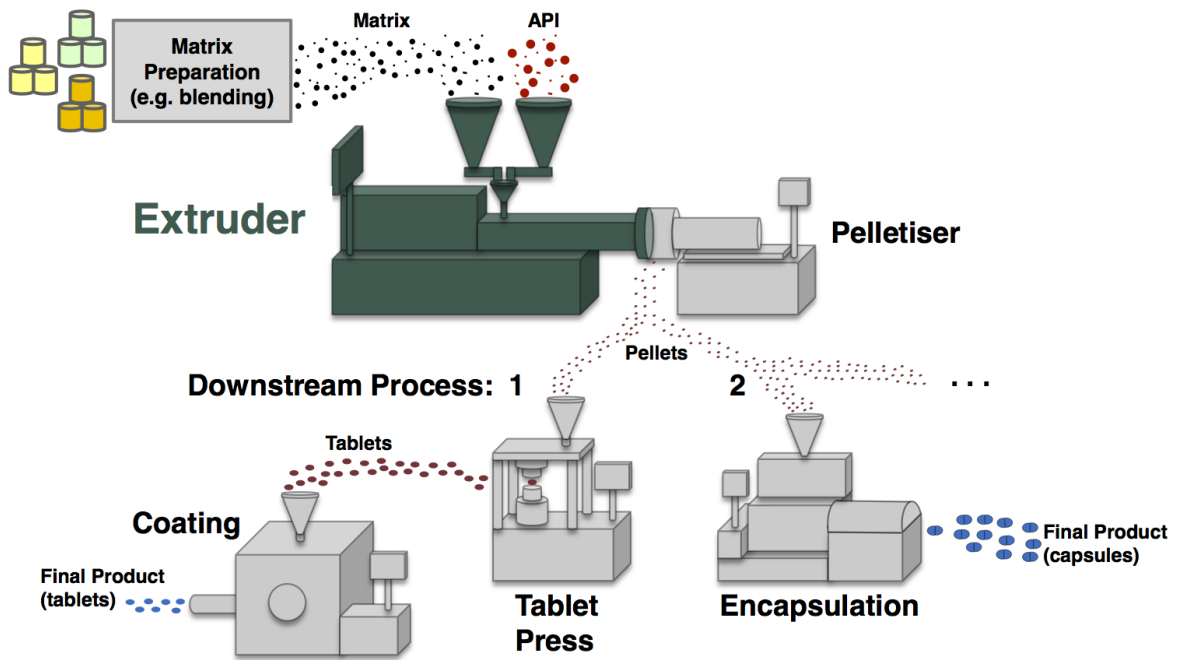 Matrix
Preparation
(e.g. blending)
Matrix
API
Extruder
Pelletiser
Pellets
Downstream Process: 1
2
. . .
Tablets
Coating
Final Product
(tablets)
Tablet
Press
Encapsulation
Final Product
(capsules)